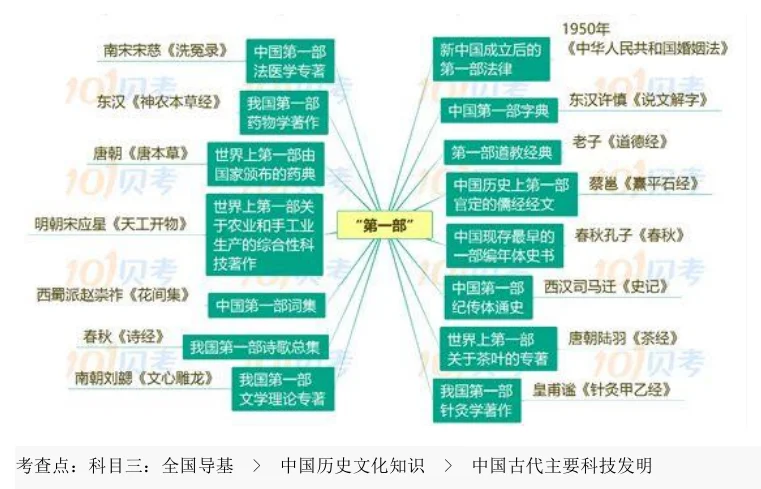 南宋宋慈《洗冤录》
中国第一部
法医学专著
东汉《神农本草经》
我国第一部
药物学著作
唐朝《唐本草》
世界上第一部由
国家颁布的药典
明朝宋应星《天工开物》
世界上第一部关
于农业和手工业
生产的综合性科
技著作
西蜀派赵崇祚《花间集》
中国第一部词集
春秋《诗经》
我国第一部诗歌总集
南朝刘勰《文心雕龙》
我国第一部
文学理论专著
“第一部”
新中国成立后的
第一部法律
1950年
《中华人民共和国婚姻法》
中国第一部字典
东汉许慎《说文解字》
第一部道教经典
老子《道德经》
中国历史上第一部
官定的儒经经文
蔡邕《熹平石经》
中国现存最早的
一部编年体史书
春秋孔子《春秋》
中国第一部
纪传体通史
西汉司马迁《史记》
世界上第一部
关于茶叶的专著
唐朝陆羽《茶经》
我国第一部
针灸学著作
皇甫谧《针灸甲乙经》
101贝考
考查点：科目三：全国导基 > 中国历史文化知识 > 中国古代主要科技发明